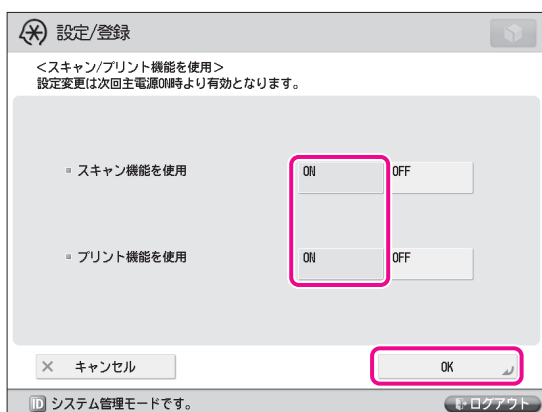 設定/登録
<スキャン/プリント機能を使用>
設定変更は次回主電源ON時より有効となります。
スキャン機能を使用 ON OFF
プリント機能を使用 ON OFF
× キャンセル OK
ID システム管理モードです。 ログアウト